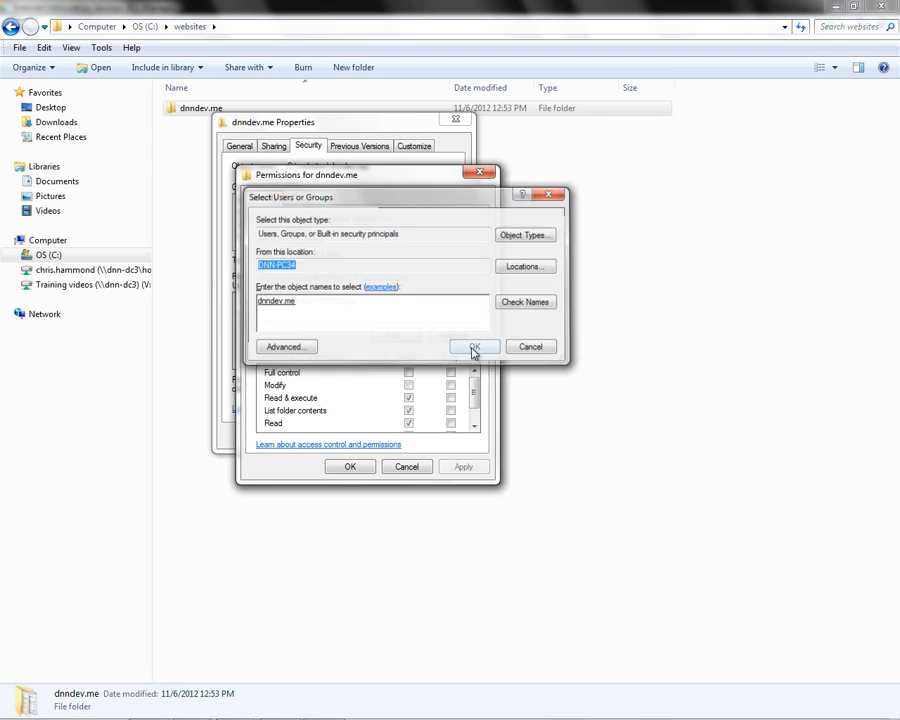 Computer ▸ OS (C:) ▸ websites ▸
Search websites
File Edit View Tools Help
Organize Open Include in library Share with Burn New folder
Name Date modified Type Size
Favorites
Desktop
Downloads
Recent Places
Libraries
Documents
Pictures
Videos
Computer
OS (C:)
chris.hammond (\\dnn-dc3\ho
Training videos (\\dnn-dc3) (V:
Network
dnndev.me 11/6/2012 12:53 PM File folder
dnndev.me Properties
General Sharing Security Previous Versions Customize
Permissions for dnndev.me
Select Users or Groups
Select this object type:
Users, Groups, or Built-in security principals
Object Types...
From this location:
DNN-PC34
Locations...
Enter the object names to select (examples):
dnndev.me
Check Names
Advanced...
OK
Cancel
Full control
Modify
Read & execute
List folder contents
Read
Learn about access control and permissions
OK Cancel Apply
dnndev.me Date modified: 11/6/2012 12:53 PM
File folder